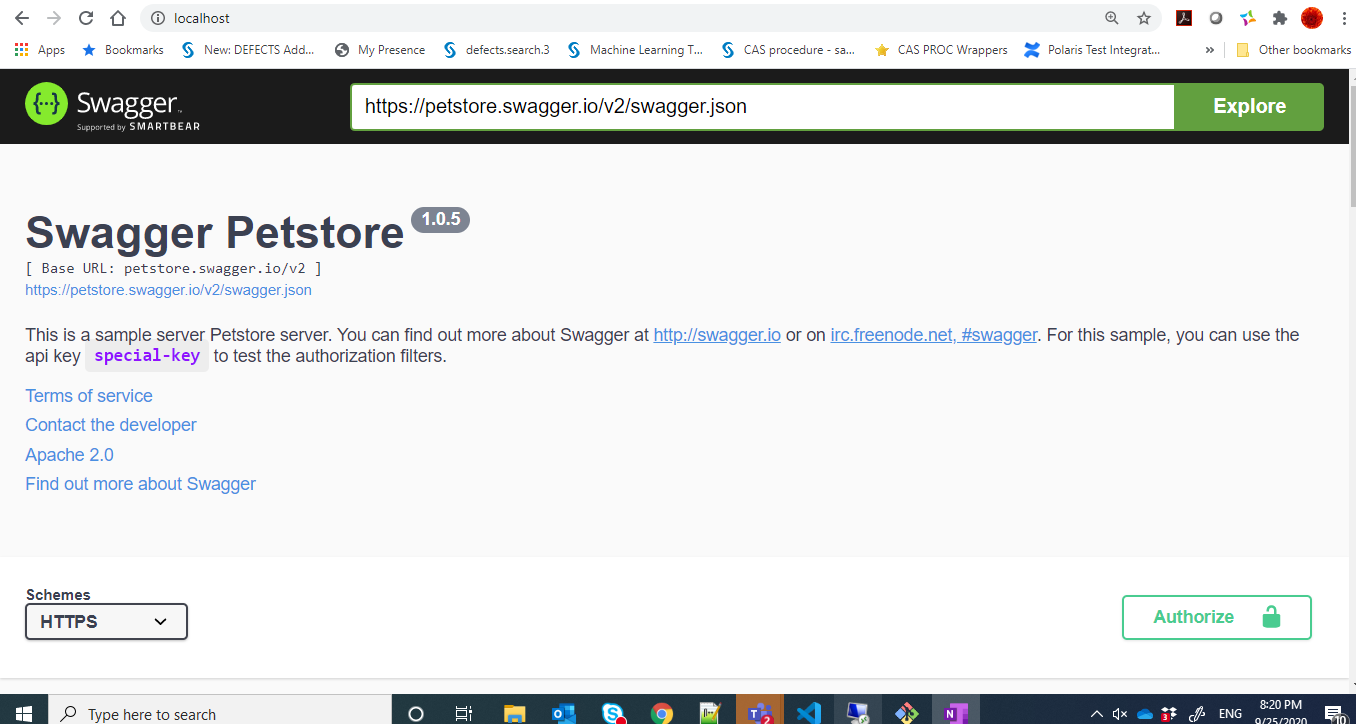 localhost
Apps Bookmarks New: DEFECTS Add... My Presence defects.search.3 Machine Learning T... CAS procedure - sa... CAS PROC Wrappers Polaris Test Integrat... » Other bookmarks
{···} Swagger
Supported by SMARTBEAR
https://petstore.swagger.io/v2/swagger.json Explore
Swagger Petstore 1.0.5
[ Base URL: petstore.swagger.io/v2 ]
https://petstore.swagger.io/v2/swagger.json
This is a sample server Petstore server. You can find out more about Swagger at http://swagger.io or on irc.freenode.net, #swagger. For this sample, you can use the
api key special-key to test the authorization filters.
Terms of service
Contact the developer
Apache 2.0
Find out more about Swagger
Schemes
HTTPS
Authorize
Type here to search
ENG
8:20 PM
9/25/2020
10